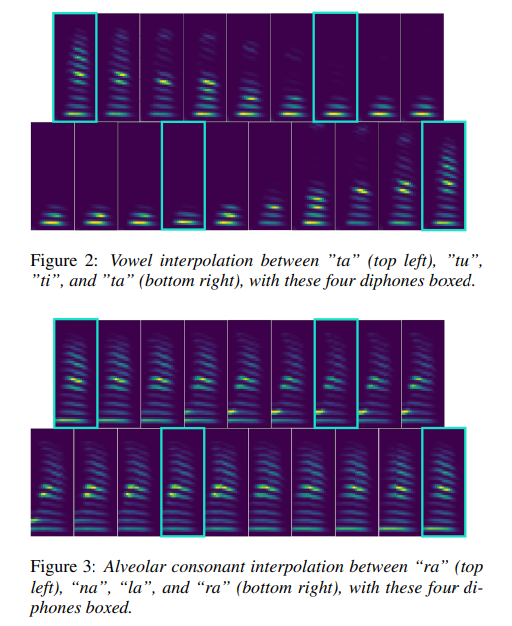 Figure 2: Vowel interpolation between ”ta” (top left), ”tu”,
”ti”, and ”ta” (bottom right), with these four diphones boxed.
Figure 3: Alveolar consonant interpolation between “ra” (top
left), “na”, “la”, and “ra” (bottom right), with these four di-
phones boxed.